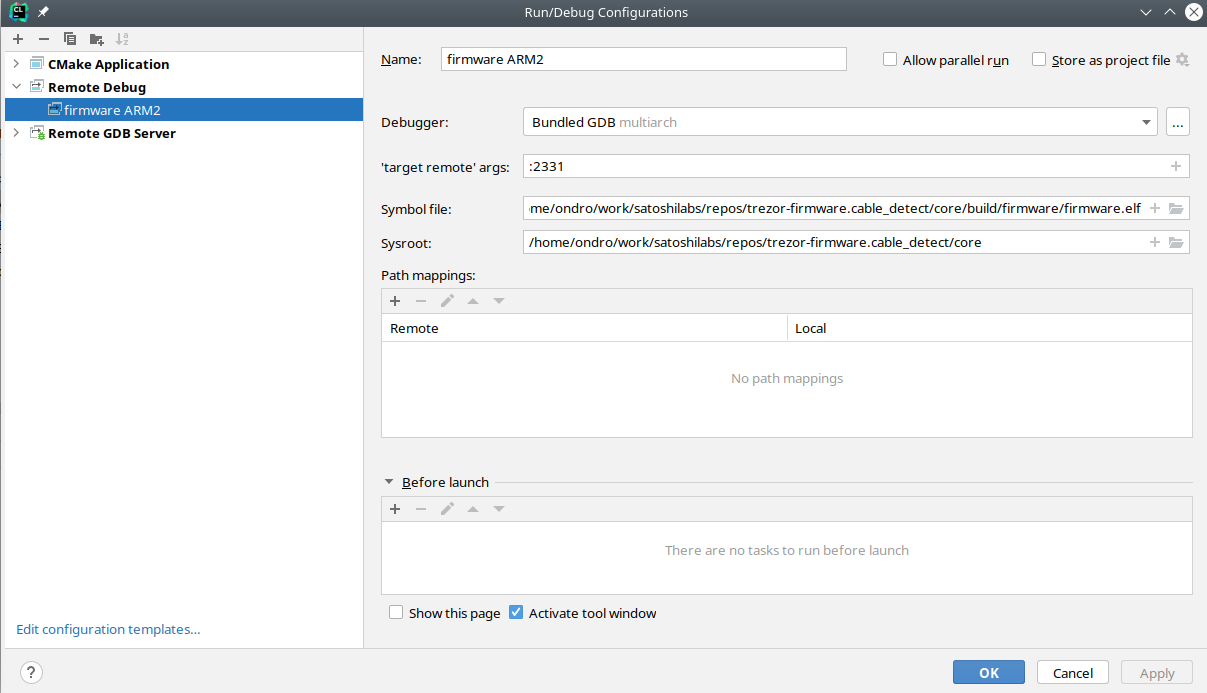 CL
Run/Debug Configurations
CMake Application
Remote Debug
firmware ARM2
Remote GDB Server
Edit configuration templates...
Name:
firmware ARM2
Allow parallel run
Store as project file
Debugger:
Bundled GDB multiarch
...
'target remote' args:
:2331
Symbol file:
me/ondro/work/satoshilabs/repos/trezor-firmware.cable_detect/core/build/firmware/firmware.elf
Sysroot:
/home/ondro/work/satoshilabs/repos/trezor-firmware.cable_detect/core
Path mappings:
Remote
Local
No path mappings
Before launch
There are no tasks to run before launch
Show this page
Activate tool window
?
OK
Cancel
Apply